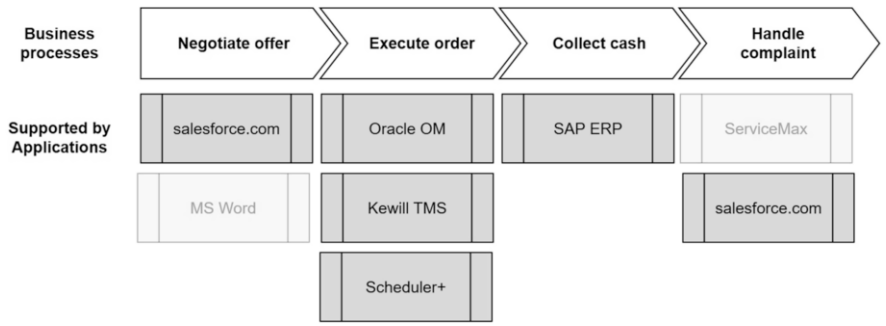 Business
processes
Negotiate offer
Execute order
Collect cash
Handle
complaint
Supported by
Applications
salesforce.com
Oracle OM
SAP ERP
ServiceMax
MS Word
Kewill TMS
salesforce.com
Scheduler+